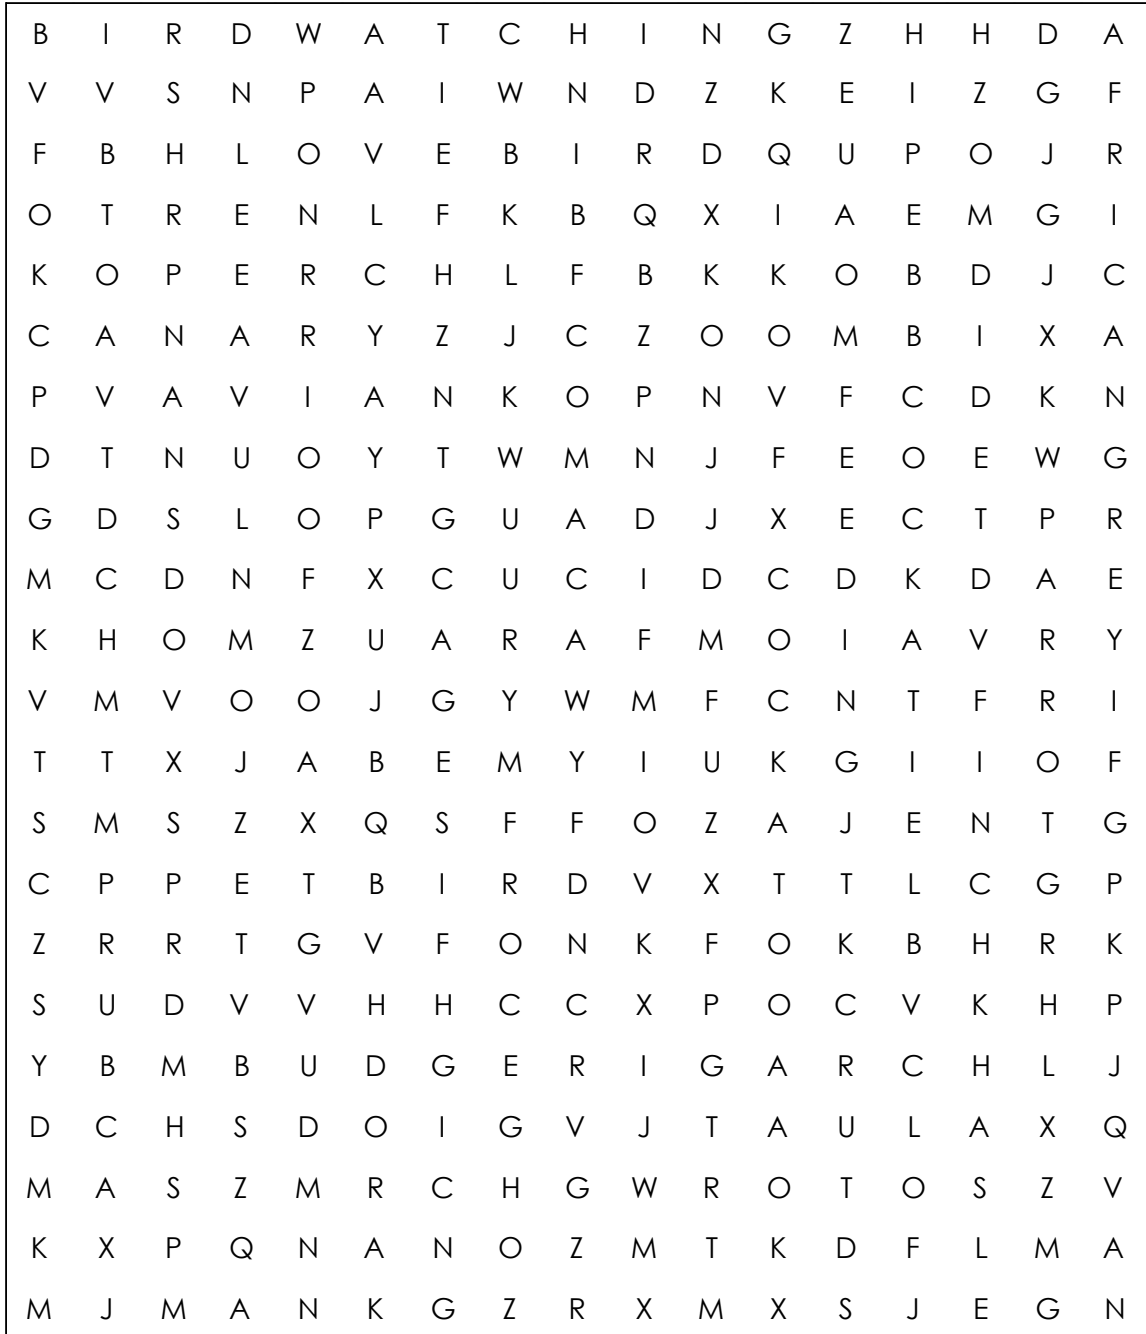 B I R D W A T C H I N G Z H H D A
V V S N P A I W N D Z K E I Z G F
F B H L O V E B I R D Q U P O J R
O T R E N L F K B Q X I A E M G I
K O P E R C H L F B K K O B D J C
C A N A R Y Z J C Z O O M B I X A
P V A V I A N K O P N V F C D K N
D T N U O Y T W M N J F E O E W G
G D S L O P G U A D J X E C T P R
M C D N F X C U C I D C D K D A E
K H O M Z U A R A F M O I A V R Y
V M V O O J G Y W M F C N T F R I
T T X J A B E M Y I U K G I I O F
S M S Z X Q S F F O Z A J E N T G
C P P E T B I R D V X T T L C G P
Z R R T G V F O N K F O K B H R K
S U D V V H H C C X P O C V K H P
Y B M B U D G E R I G A R C H L J
D C H S D O I G V J T A U L A X Q
M A S Z M R C H G W R O T O S Z V
K X P Q N A N O Z M T K D F L M A
M J M A N K G Z R X M X S J E G N